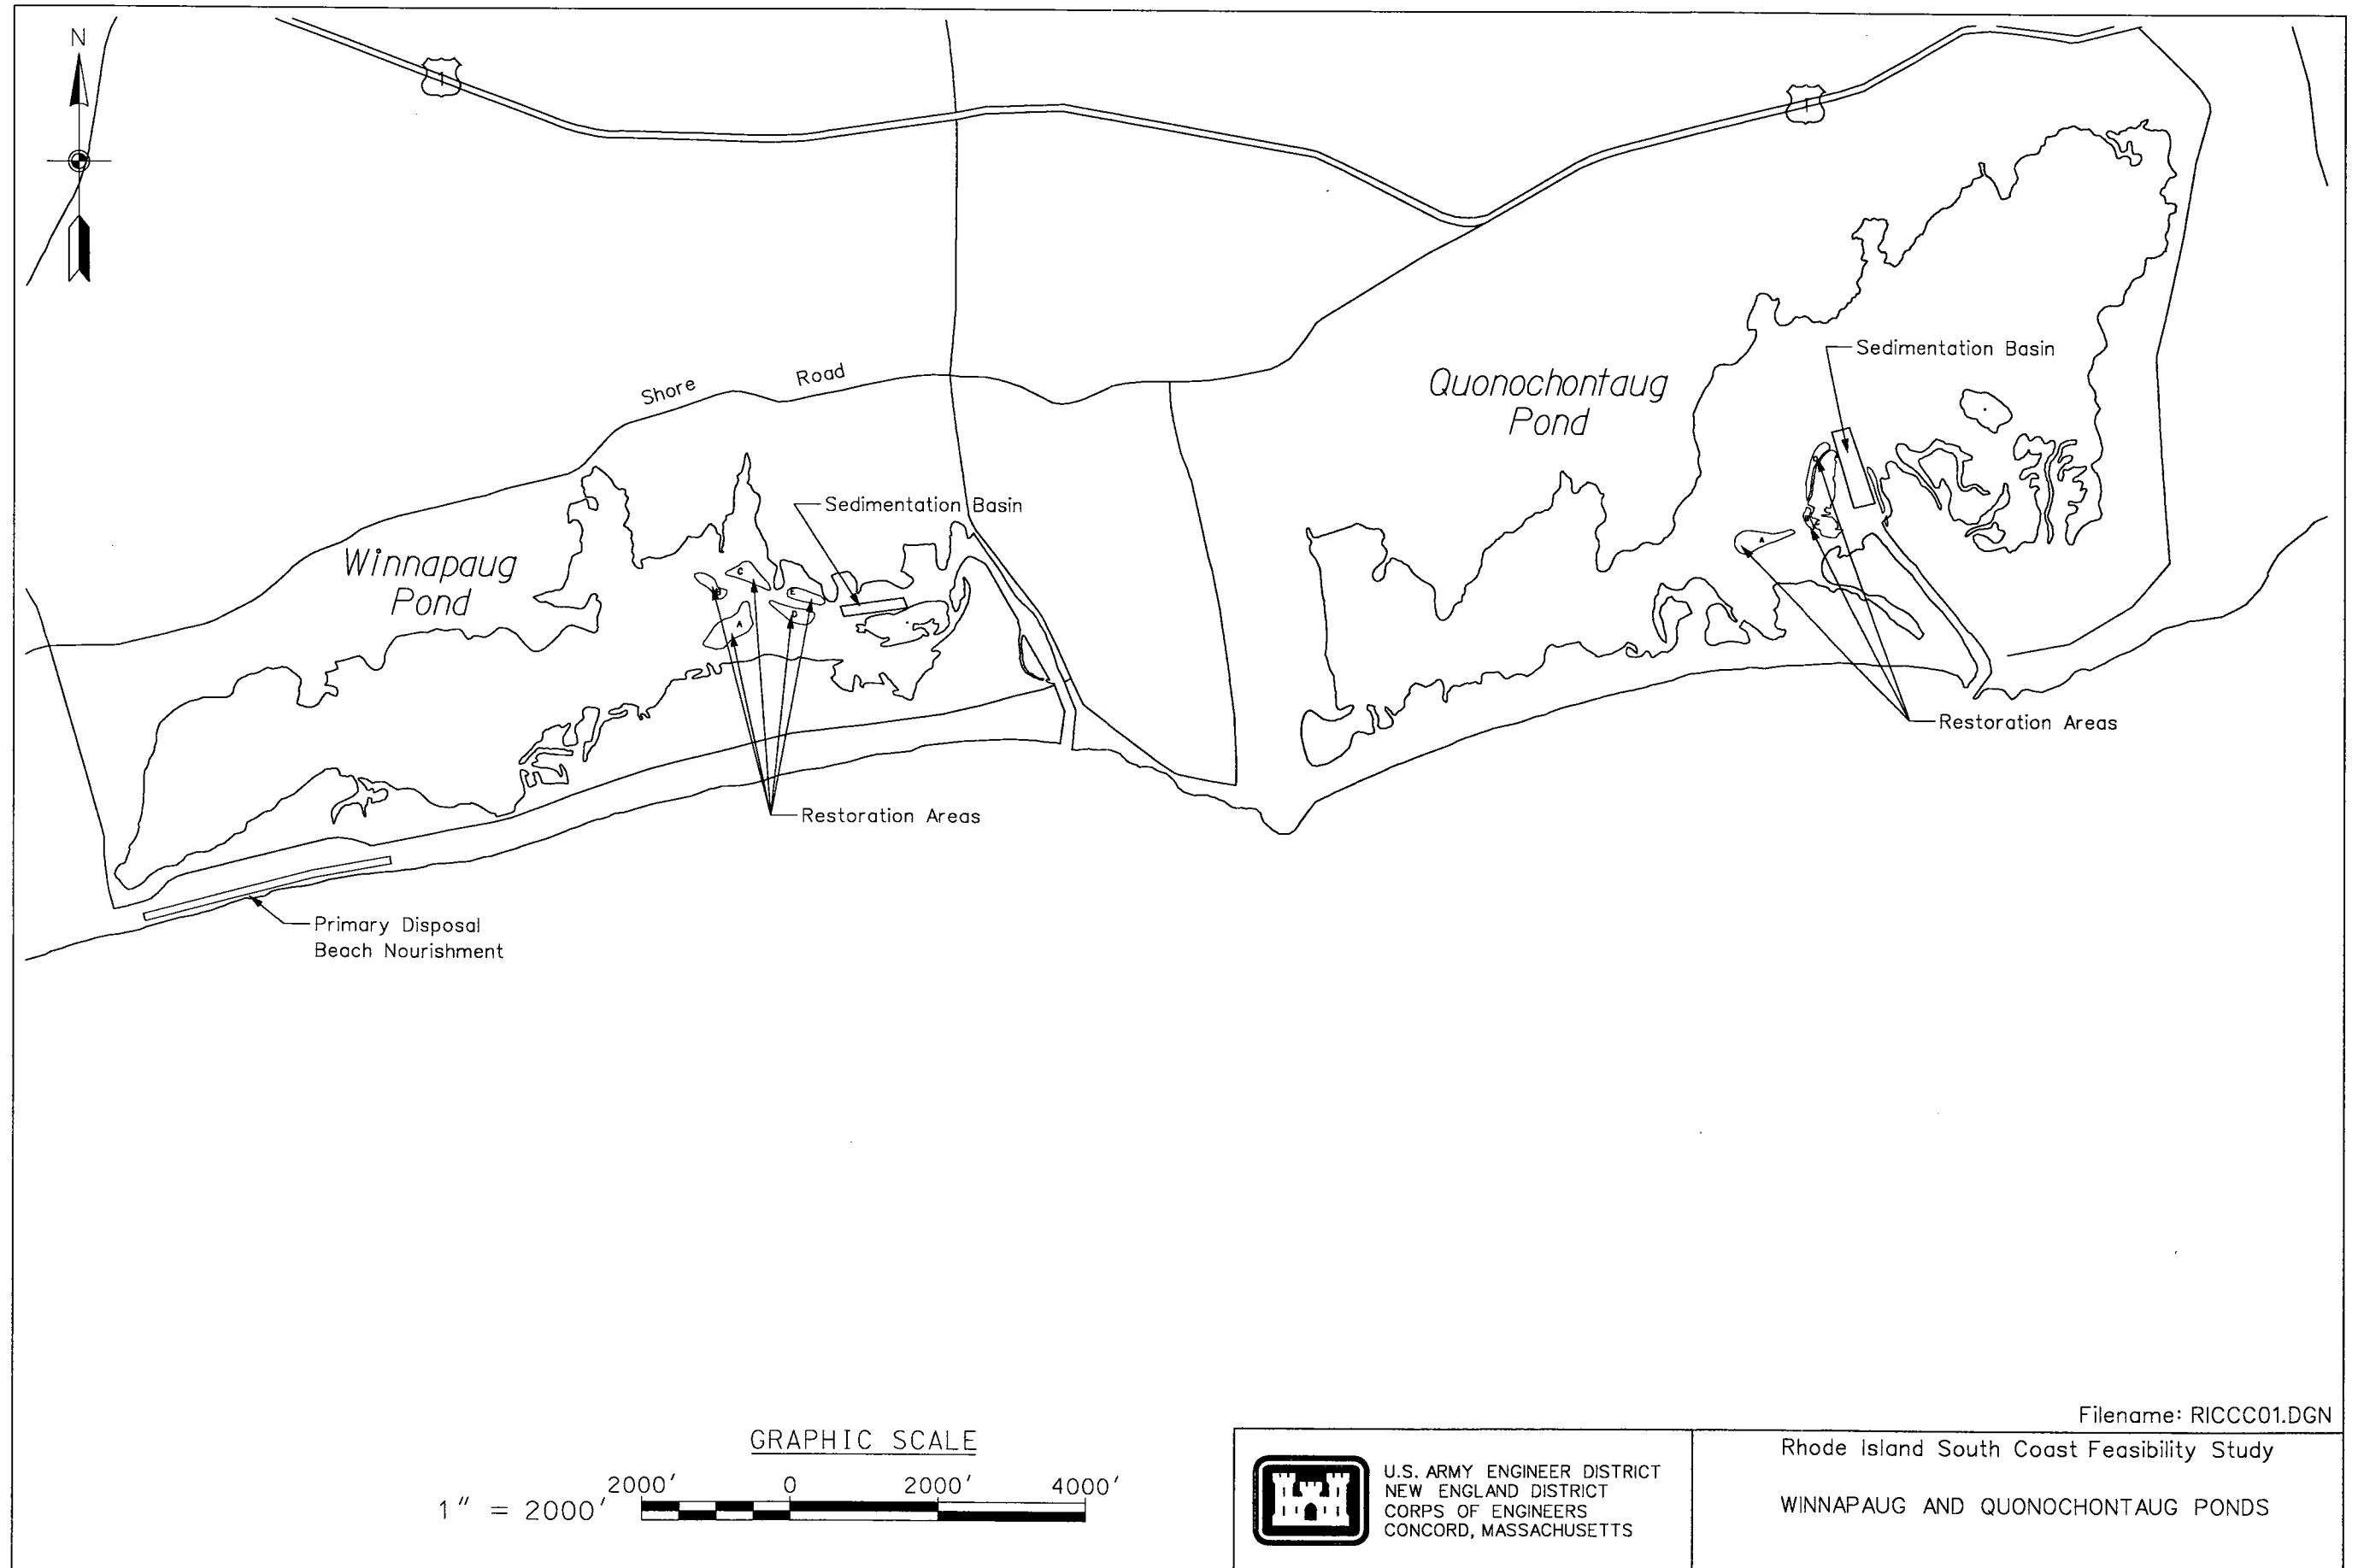 N
1
1
Shore Road
Sedimentation Basin
Quonochontaug
Pond
Sedimentation Basin
Winnapaug
Pond
A
C
E
D
A
Restoration Areas
Restoration Areas
Primary Disposal
Beach Nourishment
Filename: RICCC01.DGN
GRAPHIC SCALE
1" = 2000'
2000' 0 2000' 4000'
U.S. ARMY ENGINEER DISTRICT
NEW ENGLAND DISTRICT
CORPS OF ENGINEERS
CONCORD, MASSACHUSETTS
Rhode Island South Coast Feasibility Study
WINNAPAUG AND QUONOCHONTAUG PONDS